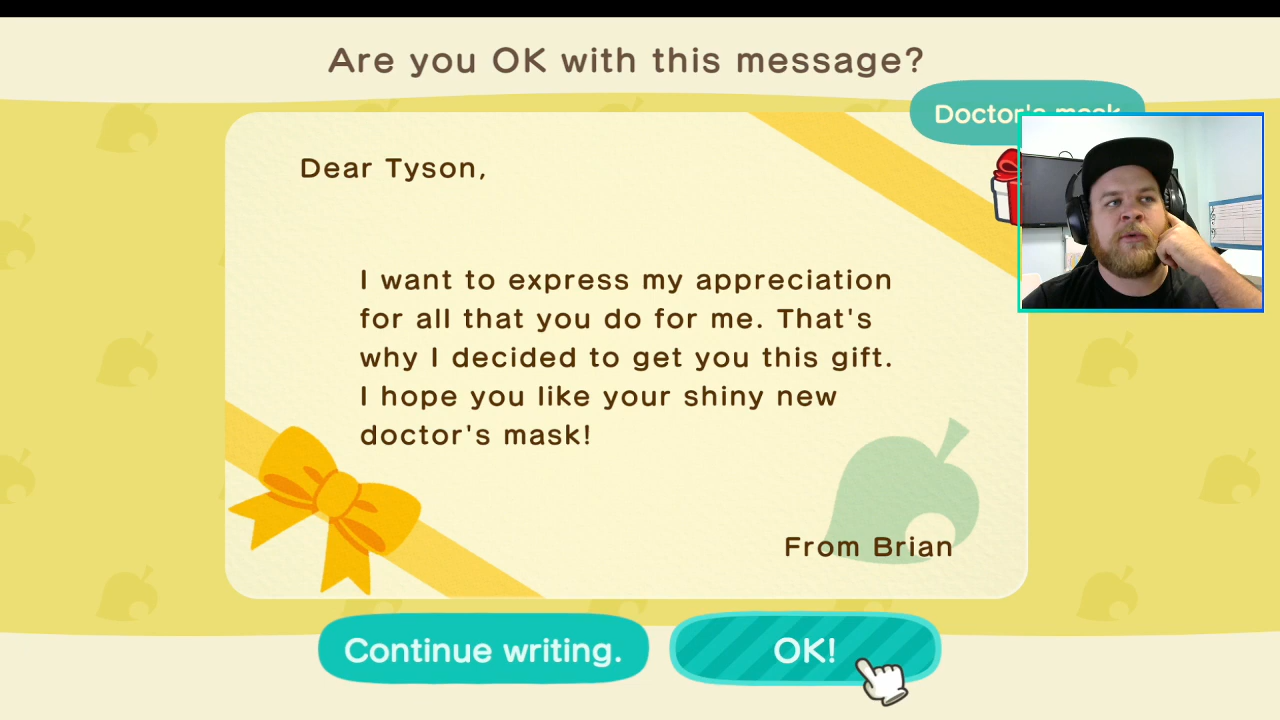 Are you OK with this message?
Doctor's mask
Dear Tyson,
I want to express my appreciation
for all that you do for me. That's
why I decided to get you this gift.
I hope you like your shiny new
doctor's mask!
From Brian
Continue writing.
OK!